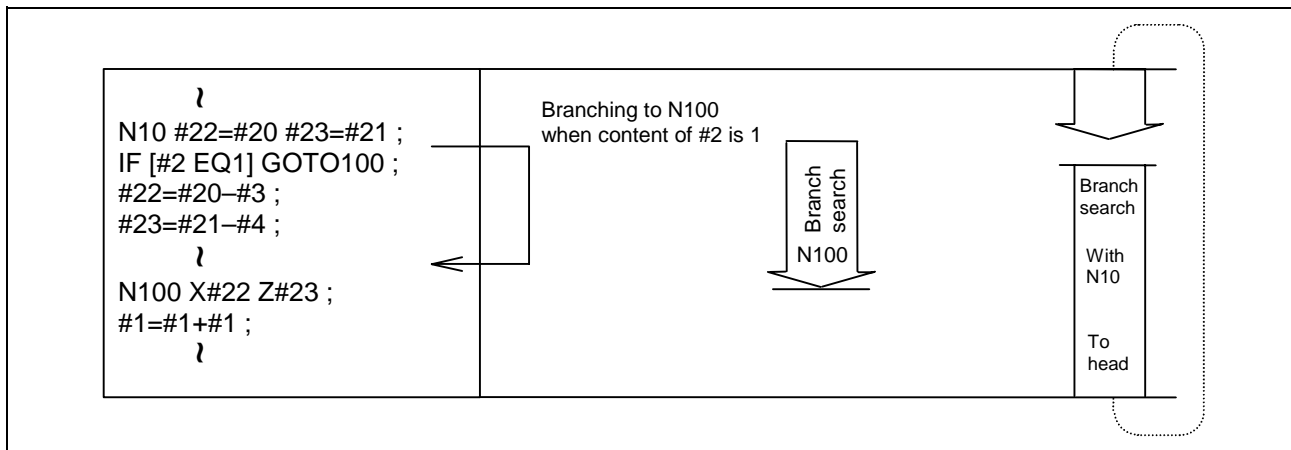 ~
N10 #22=#20 #23=#21 ;
IF [#2 EQ1] GOTO100 ;
#22=#20–#3 ;
#23=#21–#4 ;
~
N100 X#22 Z#23 ;
#1=#1+#1 ;
~
Branching to N100
when content of #2 is 1
Branch
search
N100
Branch
search
With
N10
To
head